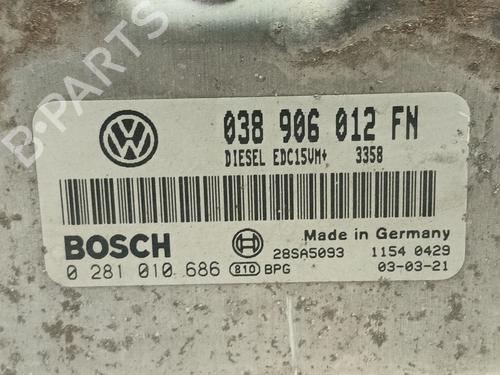 B-PARTS
038 906 012 FN
DIESEL EDC15VM+ 3358
Made in Germany
BOSCH
28SA5093 1154 0429
0 281 010 686 810 BPG 03-03-21